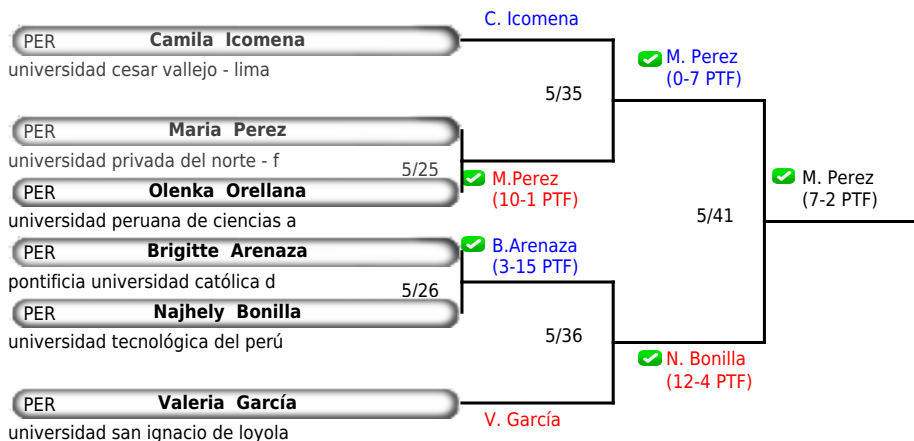 C. Icomena
PER Camila Icomena
universidad cesar vallejo - lima
M. Perez
(0-7 PTF)
5/35
PER Maria Perez
universidad privada del norte - f
5/25
PER Olenka Orellana
universidad peruana de ciencias a
M.Perez
(10-1 PTF)
M. Perez
(7-2 PTF)
5/41
PER Brigitte Arenaza
pontificia universidad católica d
B.Arenaza
(3-15 PTF)
5/26
PER Najhely Bonilla
universidad tecnológica del perú
5/36
N. Bonilla
(12-4 PTF)
PER Valeria García
V. García
universidad san ignacio de loyola